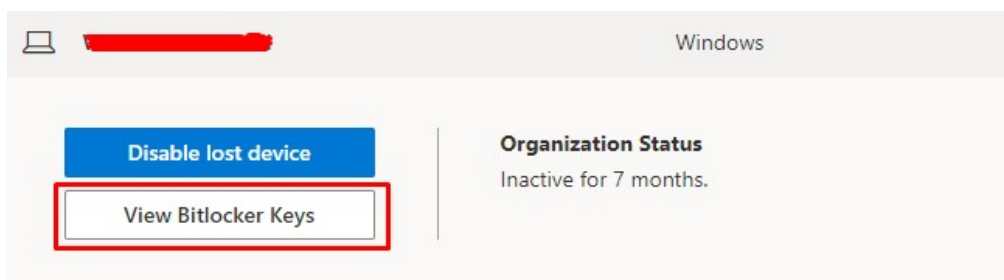 Windows
Disable lost device
Organization Status
Inactive for 7 months.
View Bitlocker Keys